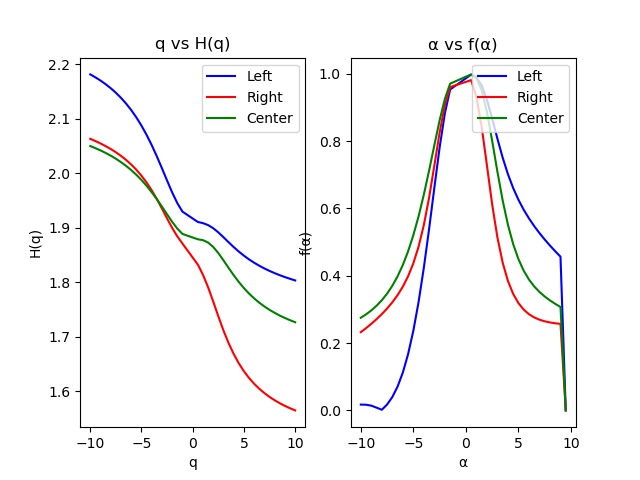 q vs H(q)
2.2
2.1
2.0
1.9
1.8
1.7
1.6
H(q)
−10
−5
0
5
10
q
Left
Right
Center
α vs f(α)
1.0
0.8
0.6
0.4
0.2
0.0
f(α)
−10
−5
0
5
10
α
Left
Right
Center